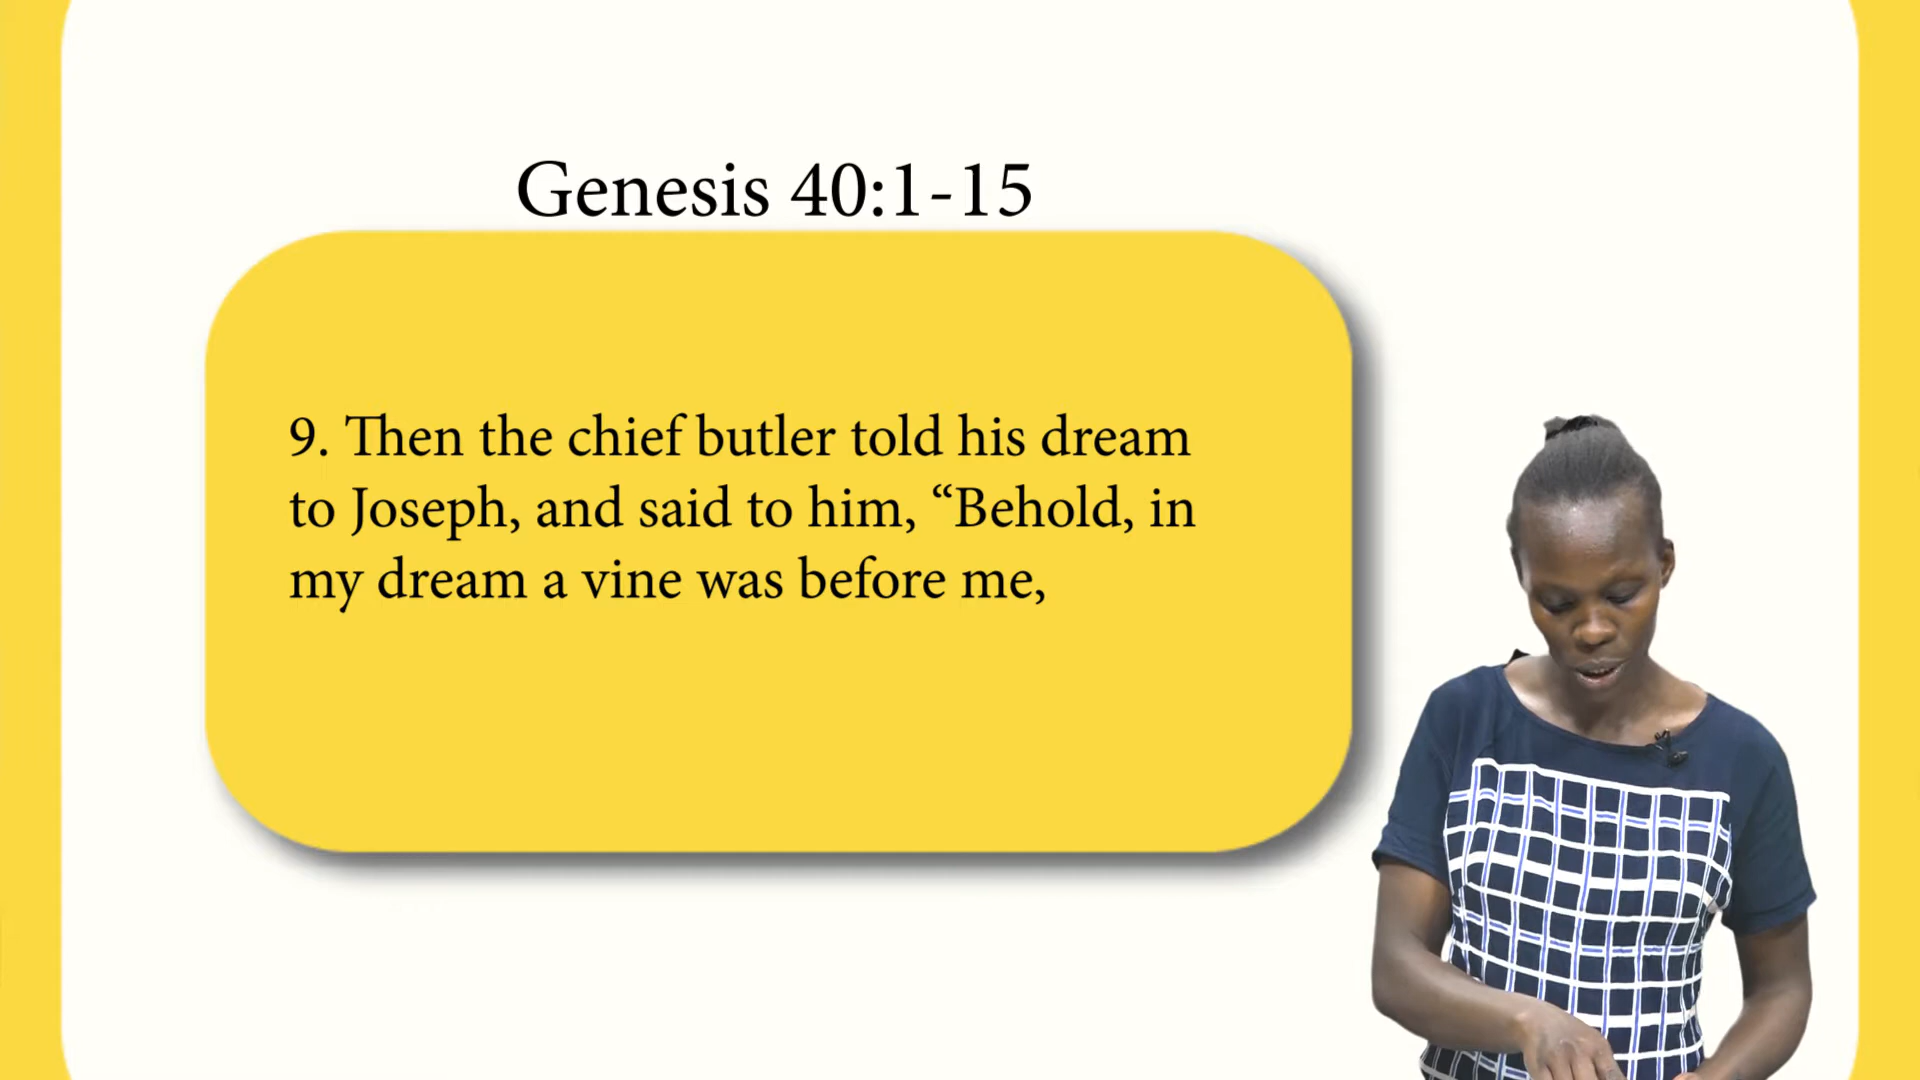 Genesis 40:1-15
9. Then the chief butler told his dream
to Joseph, and said to him, “Behold, in
my dream a vine was before me,